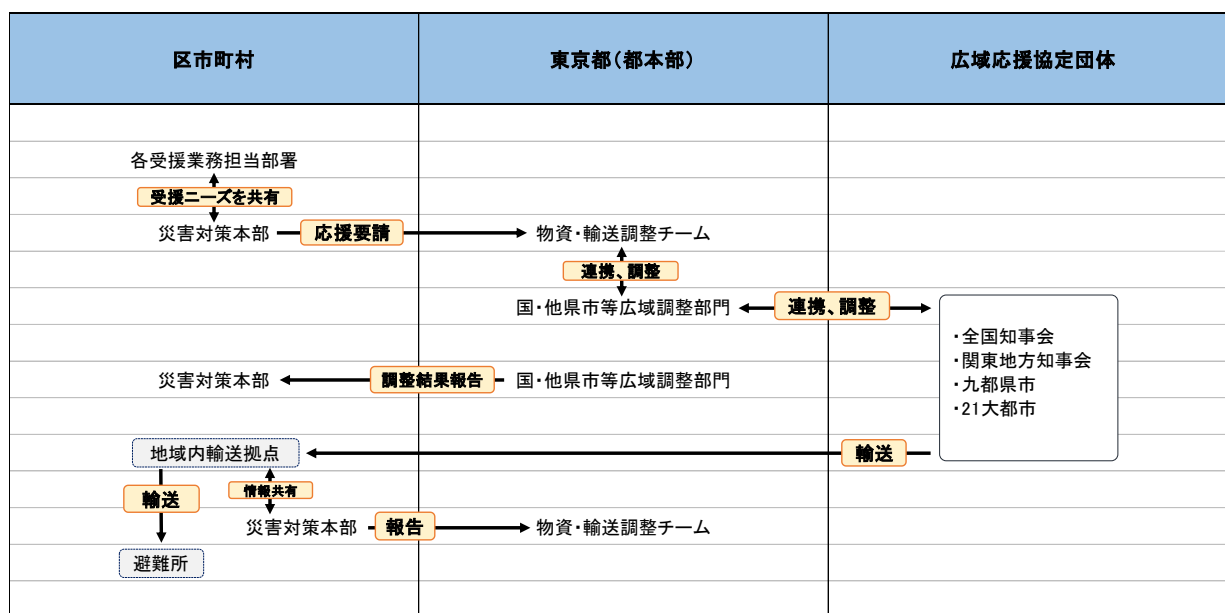 区市町村
東京都(都本部)
広域応援協定団体
各受援業務担当部署
受援ニーズを共有
災害対策本部
応援要請
物資・輸送調整チーム
連携、調整
国・他県市等広域調整部門
連携、調整
・全国知事会
・関東地方知事会
・九都県市
・21大都市
災害対策本部
調整結果報告
国・他県市等広域調整部門
地域内輸送拠点
輸送
輸送
情報共有
災害対策本部
報告
物資・輸送調整チーム
避難所